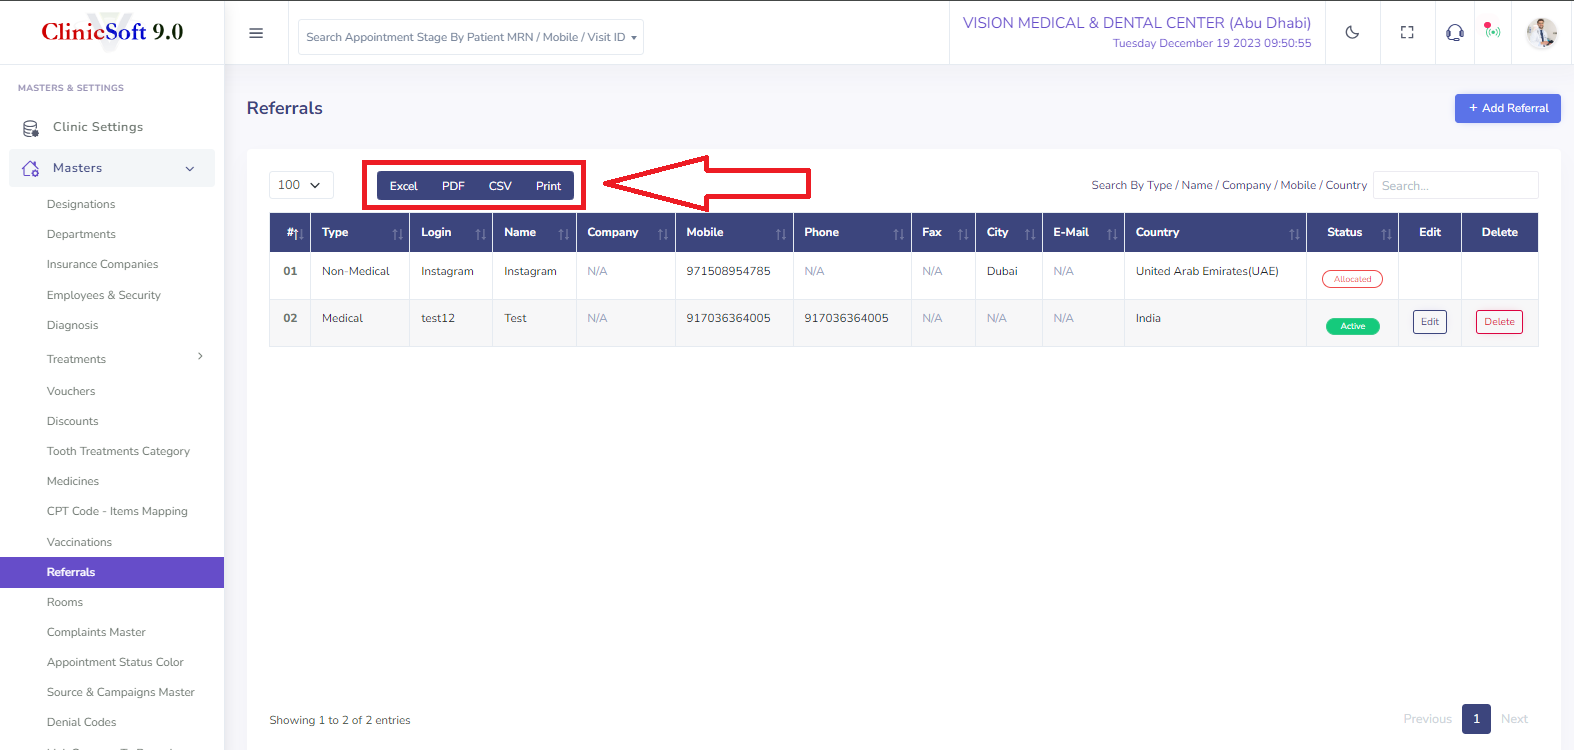 ClinicSoft 9.0
Search Appointment Stage By Patient MRN / Mobile / Visit ID
VISION MEDICAL & DENTAL CENTER (Abu Dhabi)
Tuesday December 19 2023 09:50:55
MASTERS & SETTINGS
Clinic Settings
Masters
Designations
Departments
Insurance Companies
Employees & Security
Diagnosis
Treatments
Vouchers
Discounts
Tooth Treatments Category
Medicines
CPT Code - Items Mapping
Vaccinations
Referrals
Rooms
Complaints Master
Appointment Status Color
Source & Campaigns Master
Denial Codes
Referrals
+ Add Referral
100
Excel PDF CSV Print
Search By Type / Name / Company / Mobile / Country Search...
# Type Login Name Company Mobile Phone Fax City E-Mail Country Status Edit Delete
01 Non-Medical Instagram Instagram N/A 971508954785 N/A N/A Dubai N/A United Arab Emirates(UAE) Allocated
02 Medical test12 Test N/A 917036364005 917036364005 N/A N/A N/A India Active Edit Delete
Showing 1 to 2 of 2 entries
Previous 1 Next